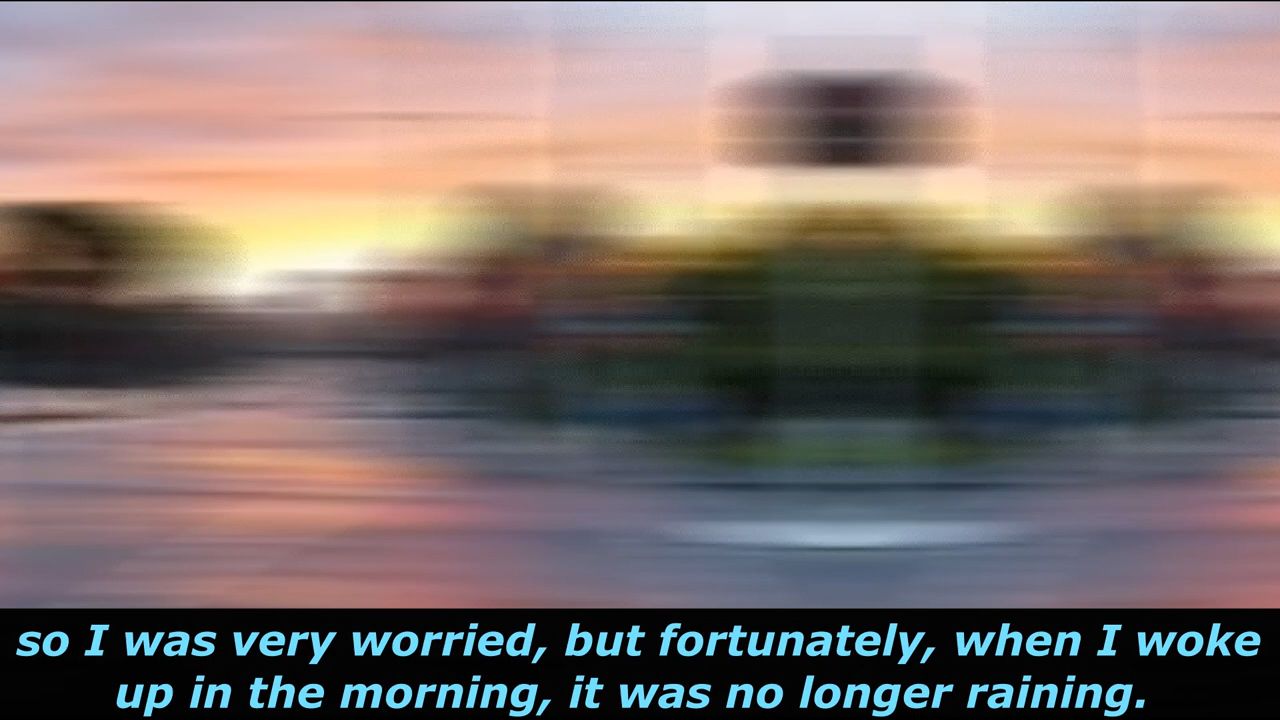 so I was very worried, but fortunately, when I woke
up in the morning, it was no longer raining.